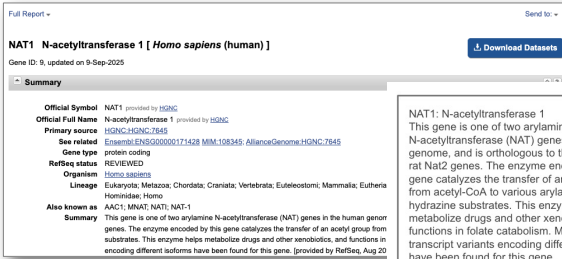 Full Report
Send to:
NAT1 N-acetyltransferase 1 [ Homo sapiens (human) ]
Download Datasets
Gene ID: 9, updated on 9-Sep-2025
Summary
Official Symbol NAT1 provided by HGNC
Official Full Name N-acetyltransferase 1 provided by HGNC
Primary source HGNC:HGNC:7645
See related Ensembl:ENSG00000171428 MIM:108345; AllianceGenome:HGNC:7645
Gene type protein coding
RefSeq status REVIEWED
Organism Homo sapiens
Lineage Eukaryota; Metazoa; Chordata; Craniata; Vertebrata; Euteleostomi; Mammalia; Eutheria
Hominidae; Homo
Also known as AAC1; MNAT; NATI; NAT-1
Summary This gene is one of two arylamine N-acetyltransferase (NAT) genes in the human genom
genes. The enzyme encoded by this gene catalyzes the transfer of an acetyl group from
substrates. This enzyme helps metabolize drugs and other xenobiotics, and functions in
encoding different isoforms have been found for this gene. [provided by RefSeq, Aug 20
NAT1: N-acetyltransferase 1
This gene is one of two arylamin
N-acetyltransferase (NAT) genes
genome, and is orthologous to th
rat Nat2 genes. The enzyme enc
gene catalyzes the transfer of an
from acetyl-CoA to various aryla
hydrazine substrates. This enzy
metabolize drugs and other xeno
functions in folate catabolism. M
transcript variants encoding diffe
have been found for this gene